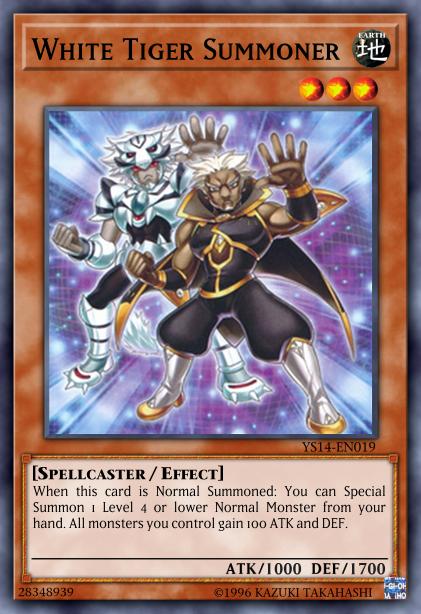 WHITE TIGER SUMMONER
EARTH
地
YS14-EN019
[SPELLCASTER / EFFECT]
When this card is Normal Summoned: You can Special
Summon 1 Level 4 or lower Normal Monster from your
hand. All monsters you control gain 100 ATK and DEF.
ATK/1000 DEF/1700
28348939
©1996 KAZUKI TAKAHASHI